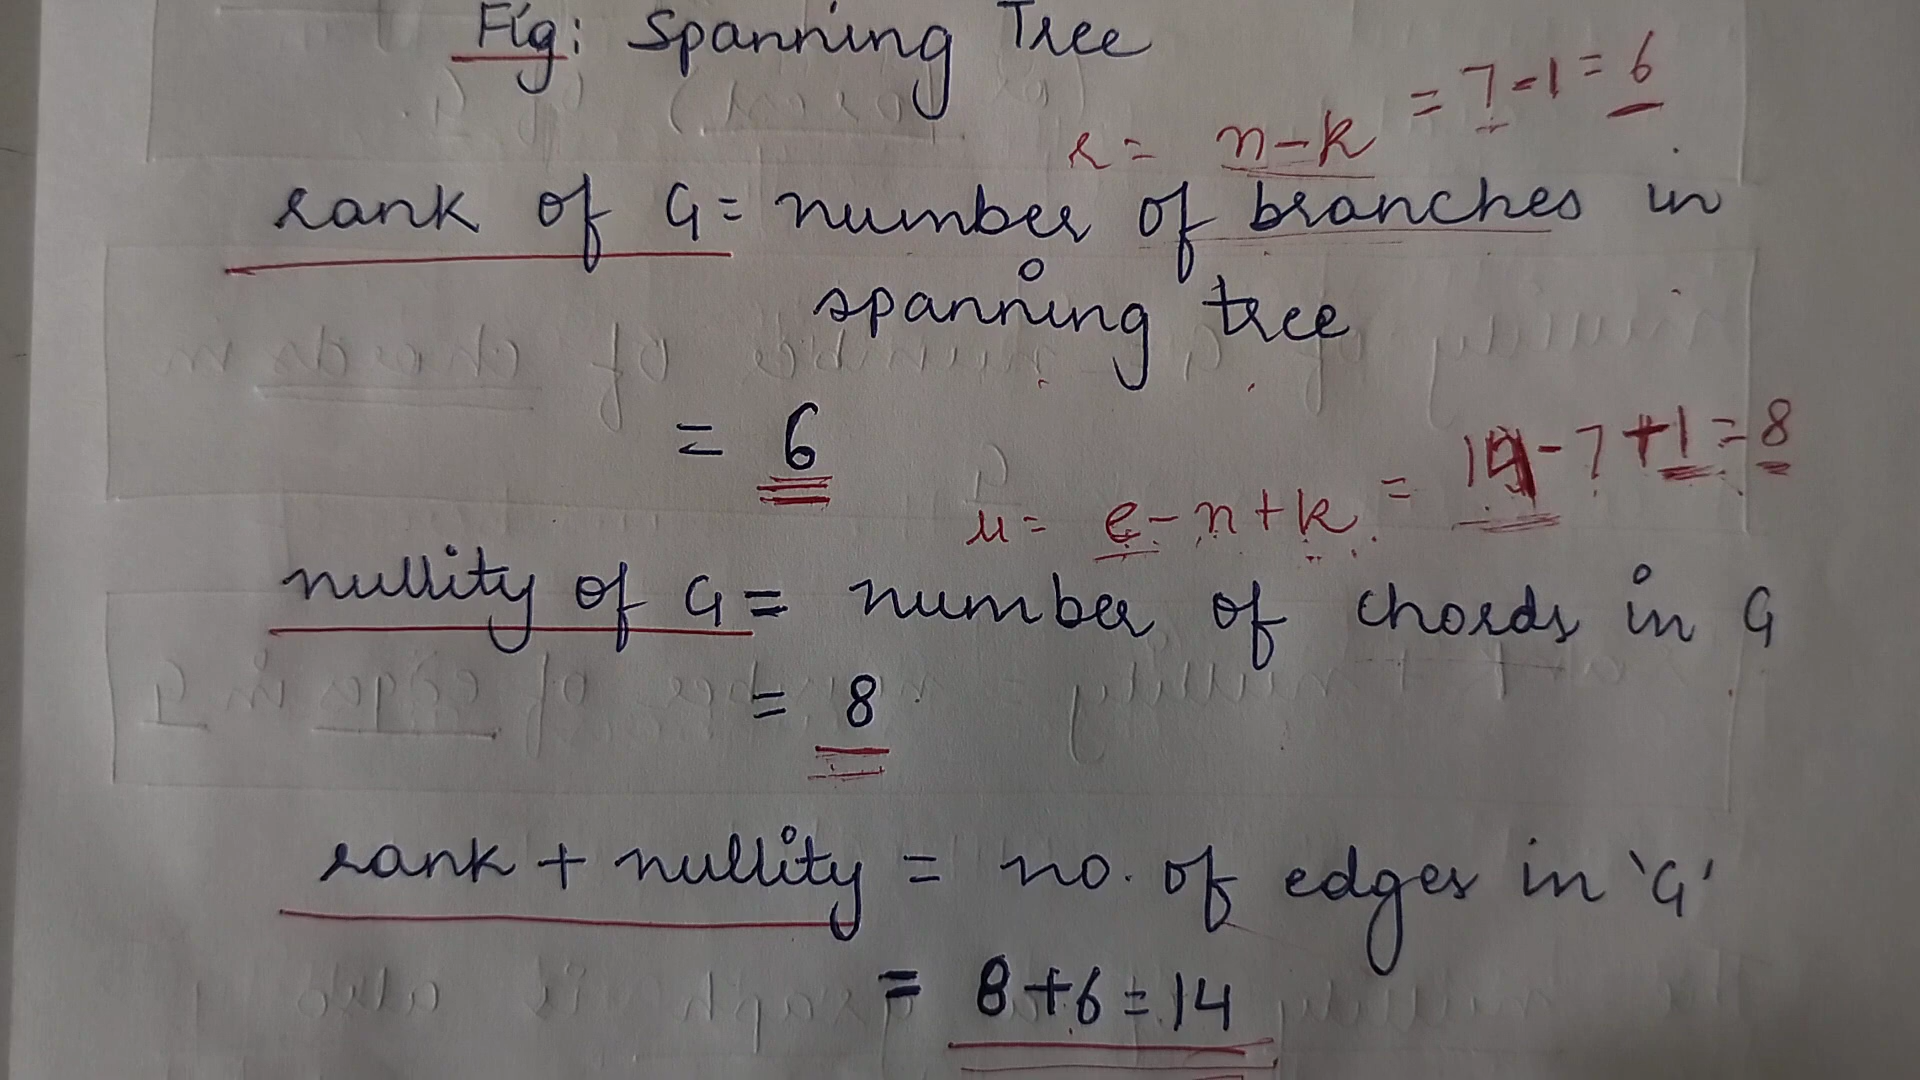 Fig: Spanning Tree
r = n-k = 7-1 = 6
rank of G = number of branches in
spanning tree
= 6
μ = e-n+k = 14-7+1 = 8
nullity of G = number of chords in G
= 8
rank + nullity = no. of edges in 'G'
= 8+6=14